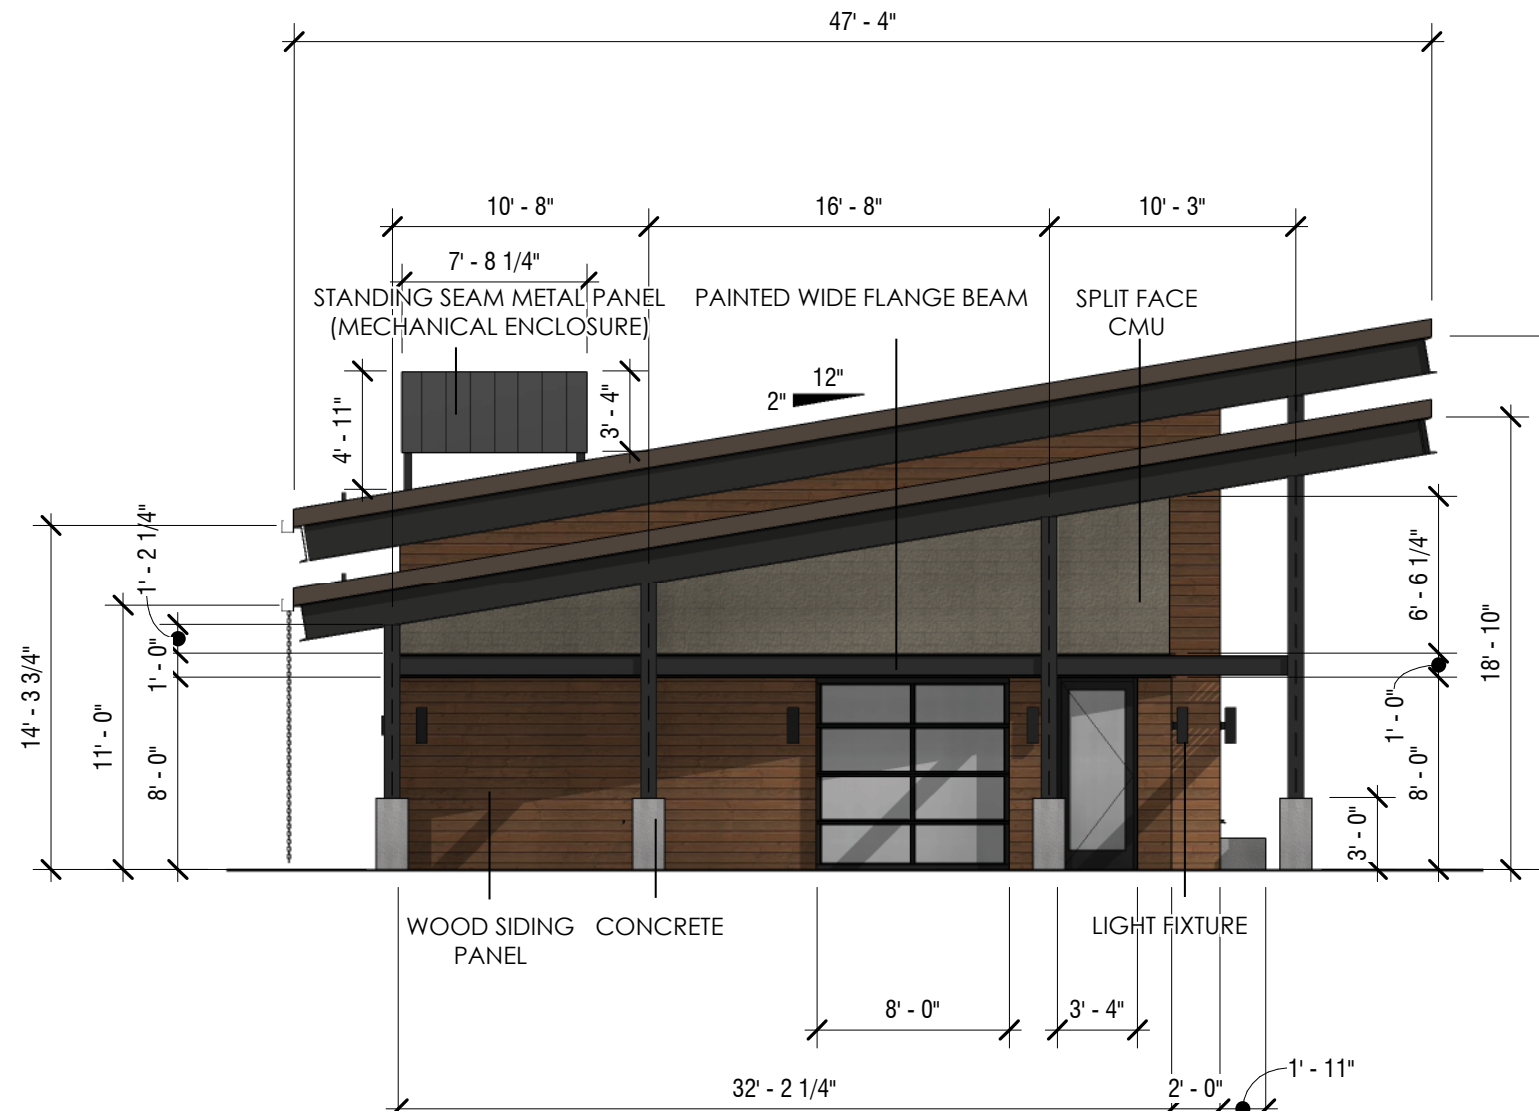 47' - 4"
10' - 8"
16' - 8"
10' - 3"
7' - 8 1/4"
STANDING SEAM METAL PANEL
(MECHANICAL ENCLOSURE)
PAINTED WIDE FLANGE BEAM
SPLIT FACE
CMU
12"
2"
4' - 11"
3' - 4"
1' - 2 1/4"
14' - 3 3/4"
11' - 0"
1' - 0"
8' - 0"
6' - 6 1/4"
18' - 10"
1' - 0"
8' - 0"
3' - 0"
WOOD SIDING
PANEL
CONCRETE
LIGHT FIXTURE
8' - 0"
3' - 4"
32' - 2 1/4"
2' - 0"
1' - 11"